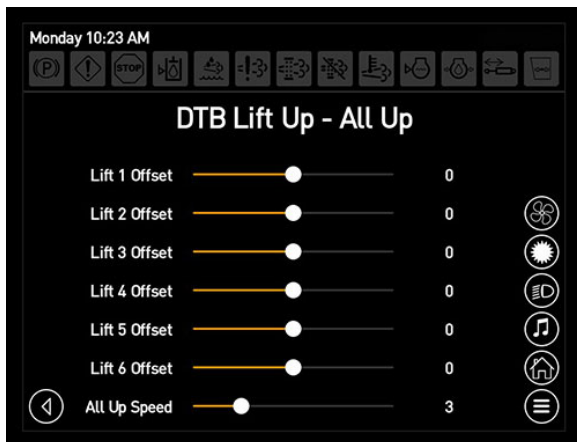 Monday 10:23 AM
(P) ! STOP
DTB Lift Up - All Up
Lift 1 Offset 0
Lift 2 Offset 0
Lift 3 Offset 0
Lift 4 Offset 0
Lift 5 Offset 0
Lift 6 Offset 0
All Up Speed 3